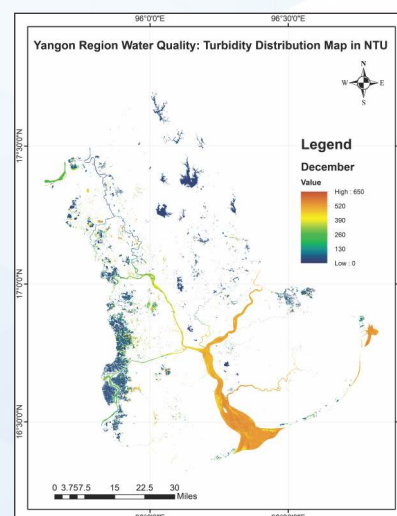 96°0'0"E 96°30'0"E
Yangon Region Water Quality: Turbidity Distribution Map in NTU
N
W E
S
17°30'0"N
17°0'0"N
16°30'0"N
Legend
December
Value
High : 650
520
390
260
130
Low : 0
0 3.75 7.5 15 22.5 30
Miles